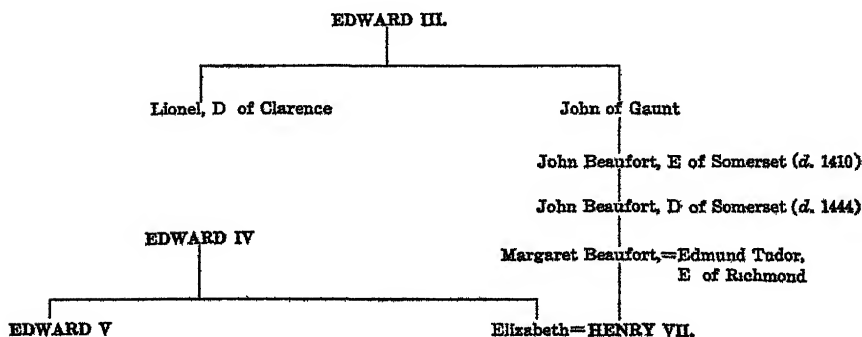 EDWARD III.
Lionel, D of Clarence John of Gaunt
John Beaufort, E of Somerset (d. 1410)
John Beaufort, D of Somerset (d. 1444)
EDWARD IV
Margaret Beaufort,=Edmund Tudor,
E of Richmond
EDWARD V Elizabeth=HENRY VII.